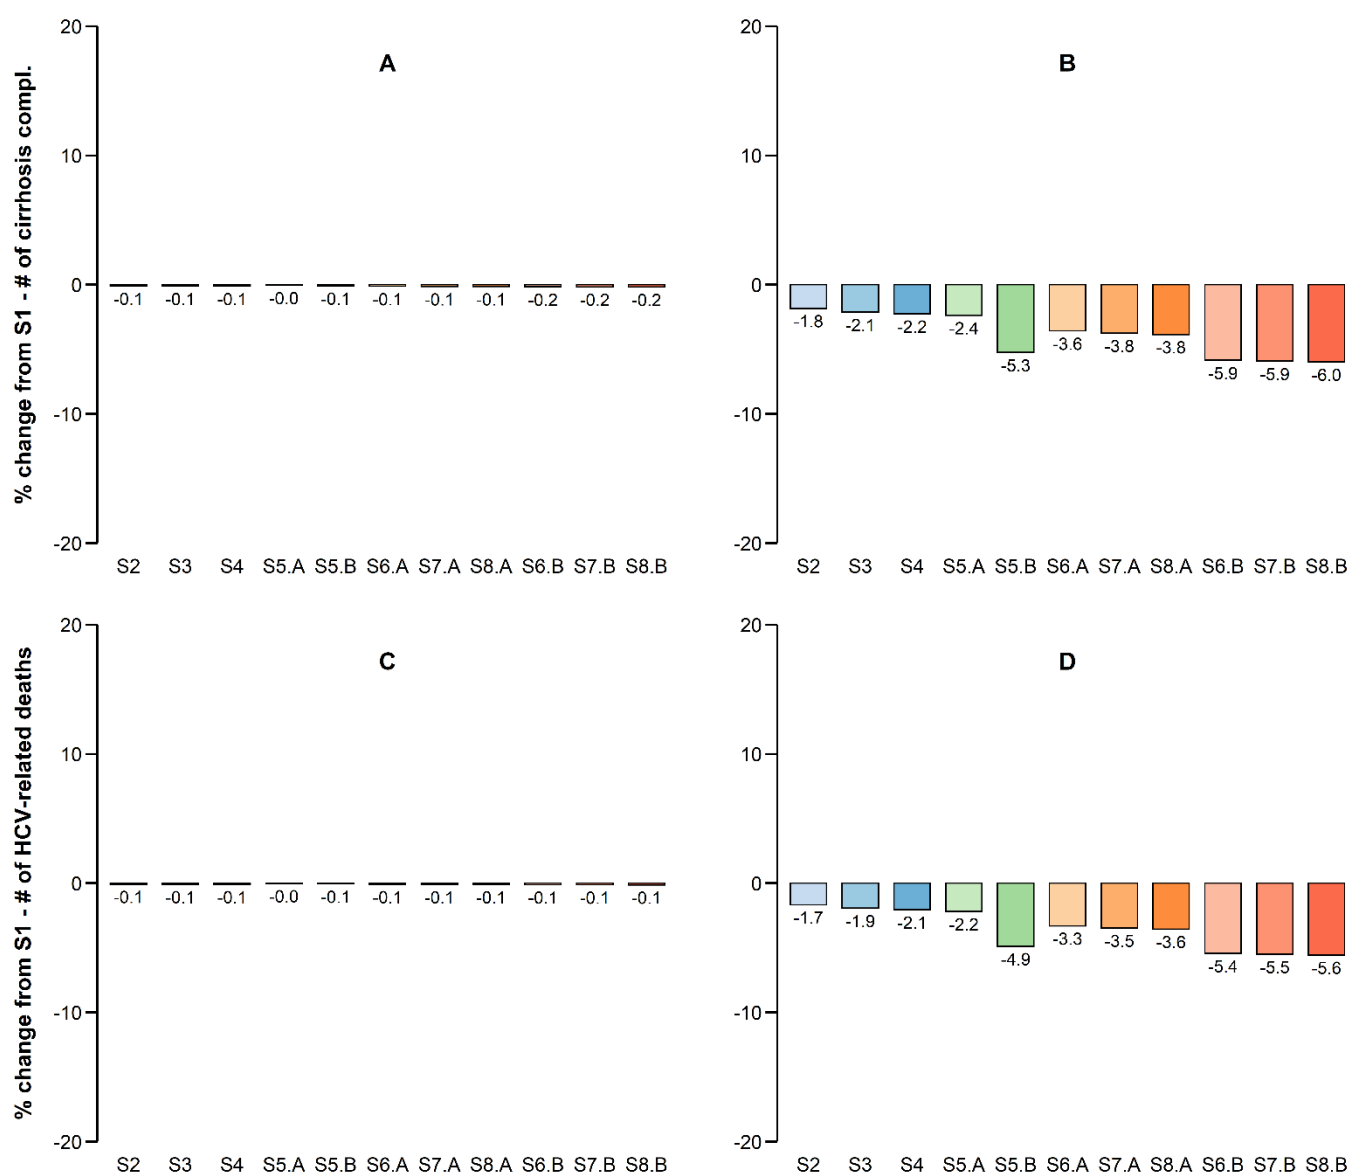 A
% change from S1 - # of cirrhosis compl.
20
10
0
-10
-20
-0.1 -0.1 -0.1 -0.0 -0.1 -0.1 -0.1 -0.1 -0.2 -0.2 -0.2
S2 S3 S4 S5.A S5.B S6.A S7.A S8.A S6.B S7.B S8.B
B
20
10
0
-10
-20
-1.8 -2.1 -2.2 -2.4 -5.3 -3.6 -3.8 -3.8 -5.9 -5.9 -6.0
S2 S3 S4 S5.A S5.B S6.A S7.A S8.A S6.B S7.B S8.B
C
% change from S1 - # of HCV-related deaths
20
10
0
-10
-20
-0.1 -0.1 -0.1 -0.0 -0.1 -0.1 -0.1 -0.1 -0.1 -0.1 -0.1
S2 S3 S4 S5.A S5.B S6.A S7.A S8.A S6.B S7.B S8.B
D
20
10
0
-10
-20
-1.7 -1.9 -2.1 -2.2 -4.9 -3.3 -3.5 -3.6 -5.4 -5.5 -5.6
S2 S3 S4 S5.A S5.B S6.A S7.A S8.A S6.B S7.B S8.B